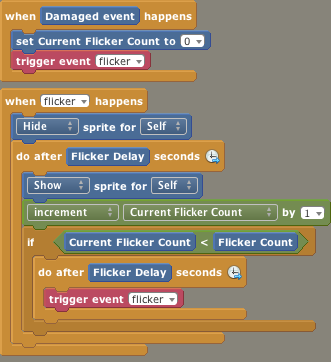 when Damaged event happens
set Current Flicker Count to 0
trigger event flicker
when flicker happens
Hide sprite for Self
do after Flicker Delay seconds
Show sprite for Self
increment Current Flicker Count by 1
if Current Flicker Count < Flicker Count
do after Flicker Delay seconds
trigger event flicker